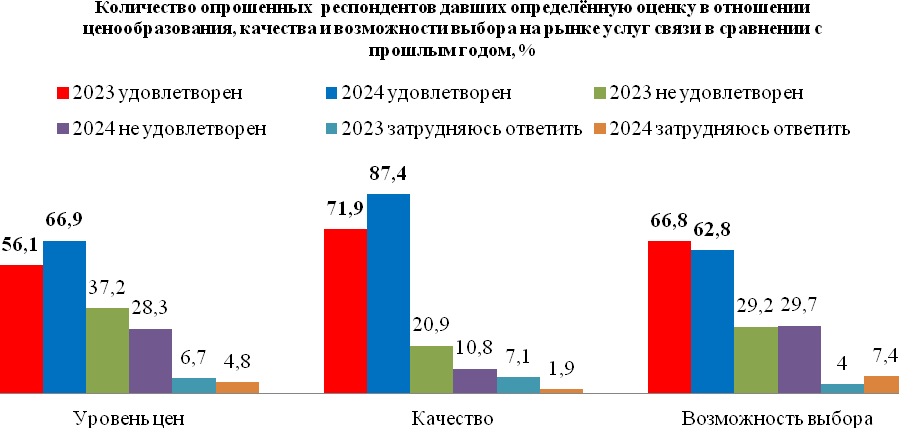 Количество опрошенных респондентов давших определённую оценку в отношении
ценообразования, качества и возможности выбора на рынке услуг связи в сравнении с
прошлым годом, %
2023 удовлетворен
2024 удовлетворен
2023 не удовлетворен
2024 не удовлетворен
2023 затрудняюсь ответить
2024 затрудняюсь ответить
56,1
66,9
37,2
28,3
6,7
4,8
71,9
87,4
20,9
10,8
7,1
1,9
66,8
62,8
29,2
29,7
4
7,4
Уровень цен
Качество
Возможность выбора